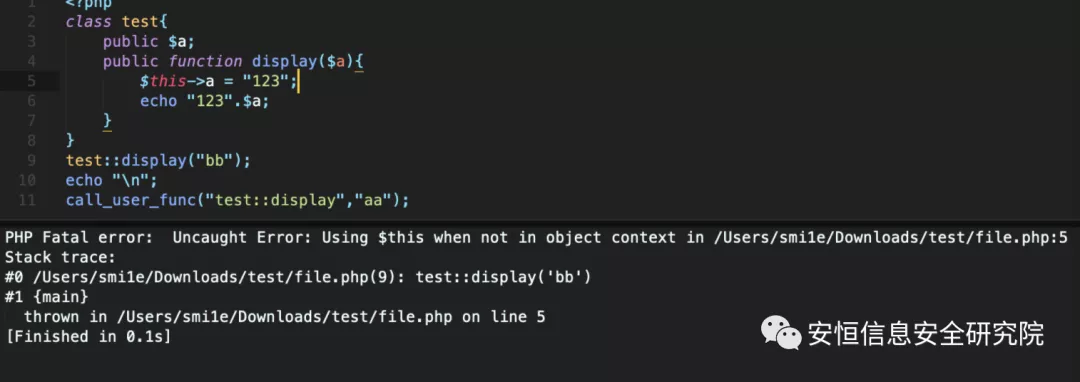 1 <?php
2 class test{
3 public $a;
4 public function display($a){
5 $this->a = "123";
6 echo "123".$a;
7 }
8 }
9 test::display("bb");
10 echo "\n";
11 call_user_func("test::display","aa");
PHP Fatal error:  Uncaught Error: Using $this when not in object context in /Users/smi1e/Downloads/test/file.php:5
Stack trace:
#0 /Users/smi1e/Downloads/test/file.php(9): test::display('bb')
#1 {main}
thrown in /Users/smi1e/Downloads/test/file.php on line 5
[Finished in 0.1s]
安恒信息安全研究院